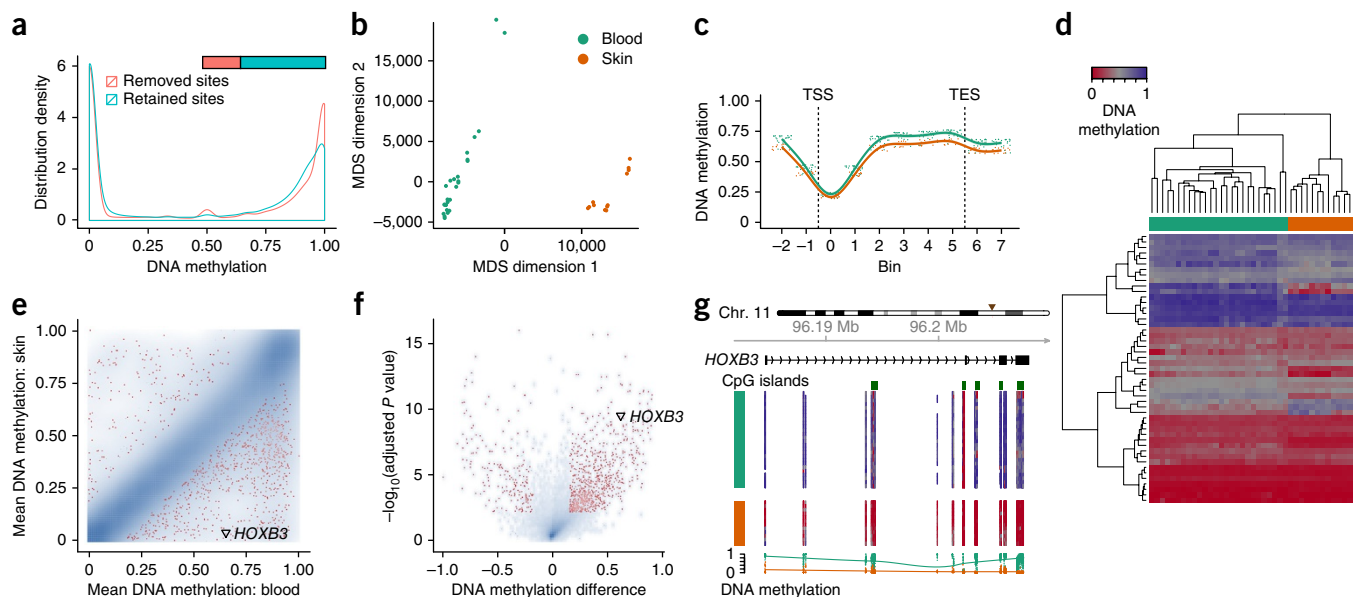 a
6
4
2
0
Distribution density
Removed sites
Retained sites
0
0.25
0.50
0.75
1.00
DNA methylation
b
15,000
10,000
5,000
0
−5,000
MDS dimension 2
Blood
Skin
0
10,000
MDS dimension 1
c
TSS
TES
1.00
0.75
0.50
0.25
0
DNA methylation
−2
−1
0
1
2
3
4
5
6
7
Bin
d
0
1
DNA
methylation
e
1.00
0.75
0.50
0.25
0
Mean DNA methylation: skin
HOXB3
0
0.25
0.50
0.75
1.00
Mean DNA methylation: blood
f
15
10
5
0
−log10(adjusted P value)
HOXB3
−1.0
−0.5
0
0.5
1.0
DNA methylation difference
g
Chr. 11
96.19 Mb
96.2 Mb
HOXB3
CpG islands
1
0
DNA methylation